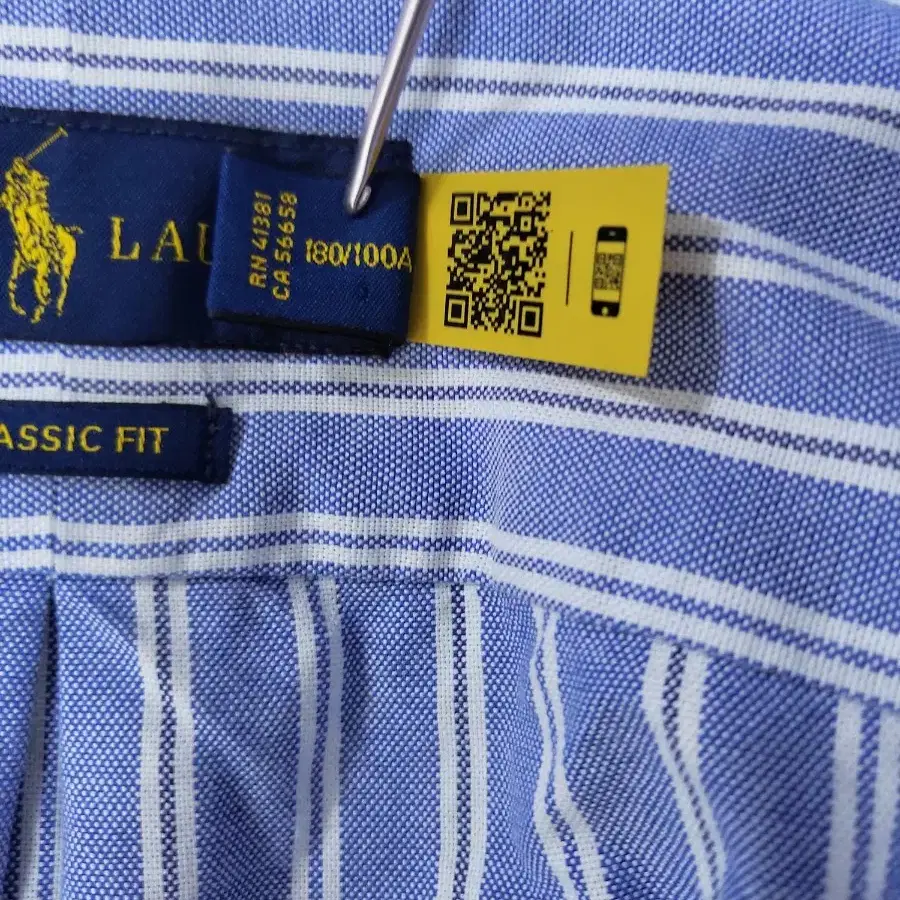 LAU
RN 41381
CA 56658
180/100A
ASSIC FIT